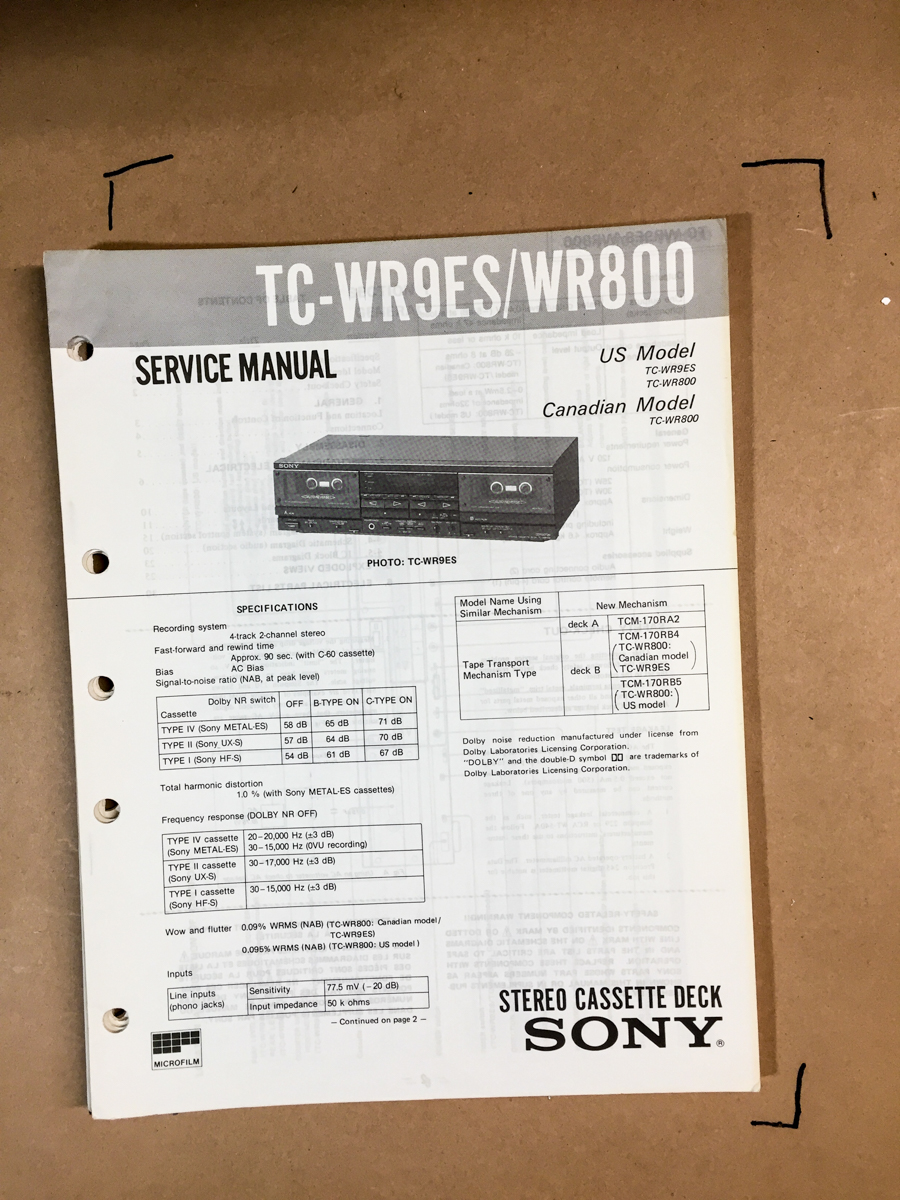 TC-WR9ES/WR800
SERVICE MANUAL
US Model
TC-WR9ES
TC-WR800
Canadian Model
TC-WR800
SONY
PHOTO: TC-WR9ES
SPECIFICATIONS
Recording system
4-track 2-channel stereo
Fast-forward and rewind time
Approx. 90 sec. (with C-60 cassette)
Bias AC Bias
Signal-to-noise ratio (NAB, at peak level)
Dolby NR switch OFF B-TYPE ON C-TYPE ON
Cassette
TYPE IV (Sony METAL-ES) 58 dB 65 dB 71 dB
TYPE II (Sony UX-S) 57 dB 64 dB 70 dB
TYPE I (Sony HF-S) 54 dB 61 dB 67 dB
Total harmonic distortion
1.0 % (with Sony METAL-ES cassettes)
Frequency response (DOLBY NR OFF)
TYPE IV cassette 20–20,000 Hz (±3 dB)
(Sony METAL-ES) 30–15,000 Hz (0VU recording)
TYPE II cassette 30–17,000 Hz (±3 dB)
(Sony UX-S)
TYPE I cassette 30–15,000 Hz (±3 dB)
(Sony HF-S)
Wow and flutter 0.09% WRMS (NAB) (TC-WR800: Canadian model/
TC-WR9ES)
0.095% WRMS (NAB) (TC-WR800: US model)
Inputs
Line inputs Sensitivity 77.5 mV (–20 dB)
(phono jacks) Input impedance 50 k ohms
— Continued on page 2 —
MICROFILM
Model Name Using
Similar Mechanism
New Mechanism
Tape Transport
Mechanism Type
deck A TCM-170RA2
deck B TCM-170RB4
(TC-WR800:
Canadian model
TC-WR9ES)
TCM-170RB5
(TC-WR800:
US model)
Dolby noise reduction manufactured under license from
Dolby Laboratories Licensing Corporation.
"DOLBY" and the double-D symbol are trademarks of
Dolby Laboratories Licensing Corporation.
STEREO CASSETTE DECK
SONY®